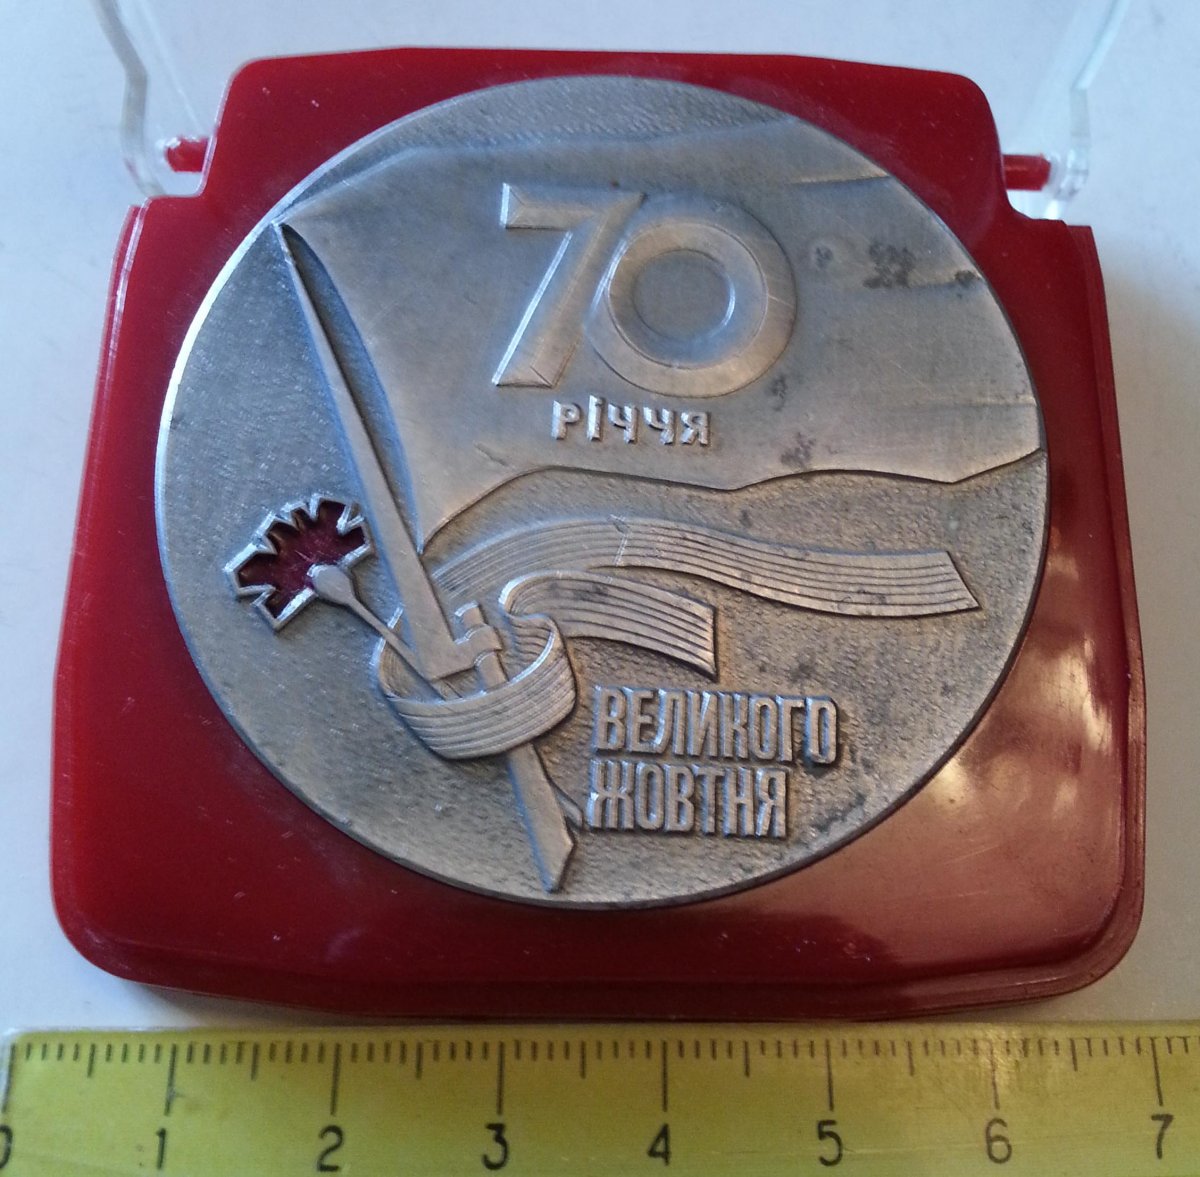 70
річчя
ВЕЛИКОГО
ЖОВТНЯ
0 1 2 3 4 5 6 7